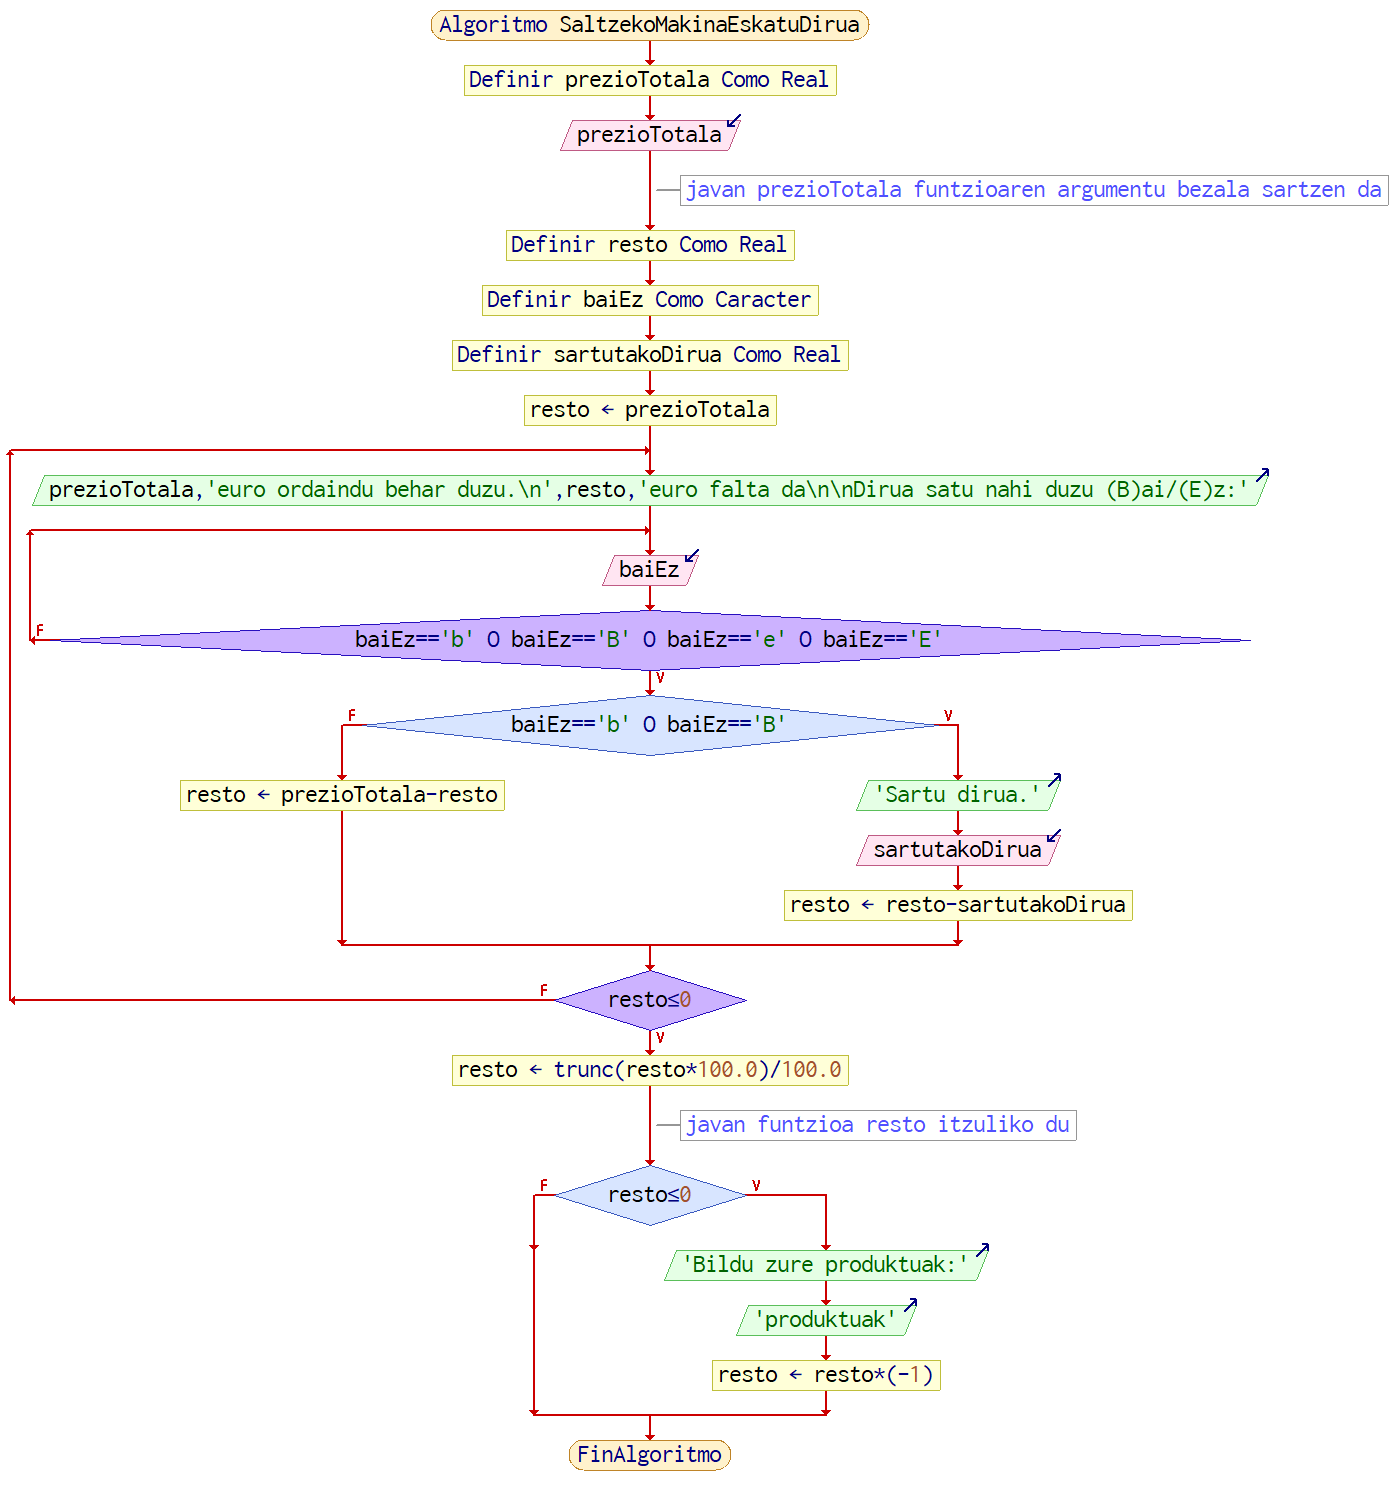 Algoritmo SaltzekoMakinaEskatuDirua
Definir prezioTotala Como Real
prezioTotala
javan prezioTotala funtzioaren argumentu bezala sartzen da
Definir resto Como Real
Definir baiEz Como Caracter
Definir sartutakoDirua Como Real
resto ← prezioTotala
prezioTotala,'euro ordaindu behar duzu.\n',resto,'euro falta da\n\nDirua satu nahi duzu (B)ai/(E)z:'
baiEz
F
baiEz=='b' O baiEz=='B' O baiEz=='e' O baiEz=='E'
V
F
baiEz=='b' O baiEz=='B'
V
resto ← prezioTotala-resto
'Sartu dirua.'
sartutakoDirua
resto ← resto-sartutakoDirua
F
resto≤0
V
resto ← trunc(resto*100.0)/100.0
javan funtzioa resto itzuliko du
F
resto≤0
V
'Bildu zure produktuak:'
'produktuak'
resto ← resto*(-1)
FinAlgoritmo